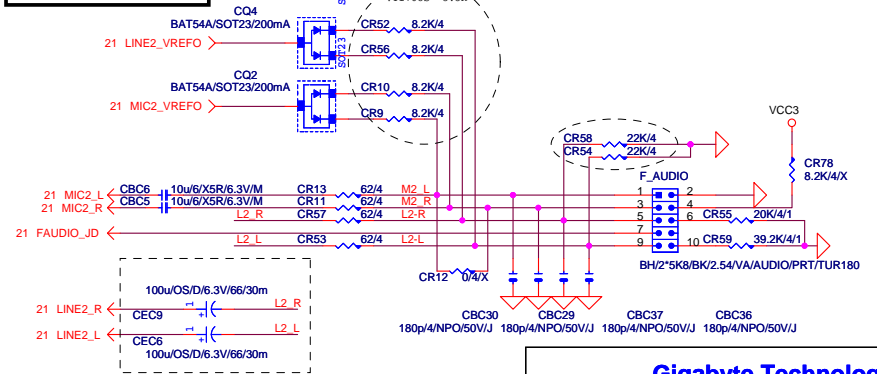 CQ4
BAT54A/SOT23/200mA
21 LINE2_VREFO
SOT23
CR52 8.2K/4
CR56 8.2K/4
CQ2
BAT54A/SOT23/200mA
21 MIC2_VREFO
CR10 8.2K/4
CR9 8.2K/4
VCC3
CR58 22K/4
CR54 22K/4
CR78
8.2K/4/X
F_AUDIO
21 MIC2_L CBC6 10u/6/X5R/6.3V/M CR13 62/4 M2_L 1 2
21 MIC2_R CBC5 10u/6/X5R/6.3V/M CR11 62/4 M2_R 3 4
L2_R CR57 62/4 L2-R 5 6 CR55 20K/4/1
21 FAUDIO_JD 7
L2_L CR53 62/4 L2-L 9 10 CR59 39.2K/4/1
BH/2*5K8/BK/2.54/VA/AUDIO/PRT/TUR180
CR12 0/4/X
100u/OS/D/6.3V/66/30m
21 LINE2_R CEC9 1 + L2_R
21 LINE2_L CEC6 1 + L2_L
100u/OS/D/6.3V/66/30m
CBC30 CBC29 CBC37 CBC36
180p/4/NPO/50V/J 180p/4/NPO/50V/J 180p/4/NPO/50V/J 180p/4/NPO/50V/J
Gigabyte